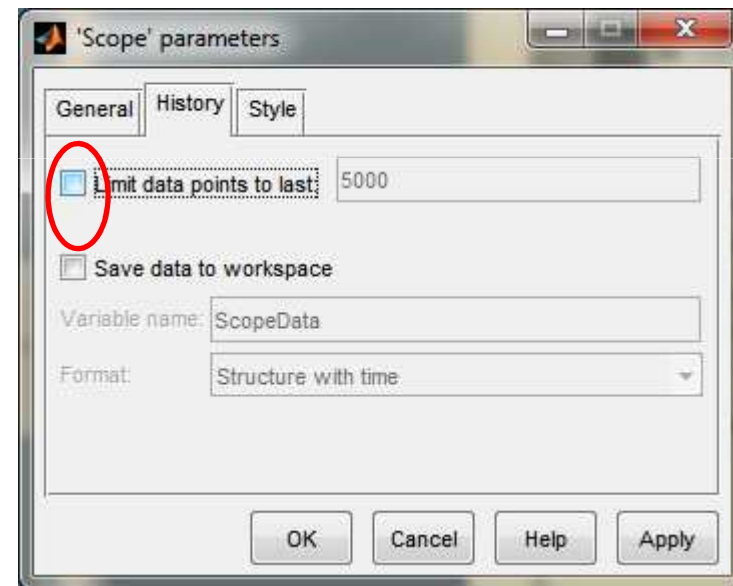 'Scope' parameters
General History Style
Limit data points to last: 5000
Save data to workspace
Variable name: ScopeData
Format: Structure with time
OK Cancel Help Apply